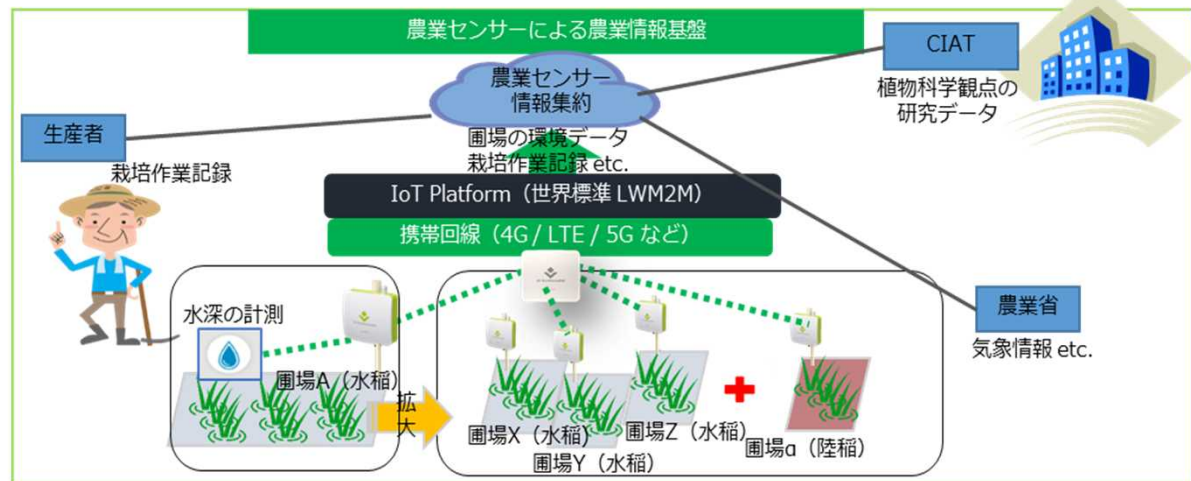 農業センサーによる農業情報基盤
CIAT
植物科学観点の
研究データ
農業センサー
情報集約
生産者
栽培作業記録
圃場の環境データ
栽培作業記録 etc.
IoT Platform（世界標準 LWM2M）
携帯回線（4G / LTE / 5G など）
水深の計測
圃場A（水稲）
拡
大
圃場X（水稲）
圃場Y（水稲）
圃場Z（水稲）
圃場α（陸稲）
農業省
気象情報 etc.